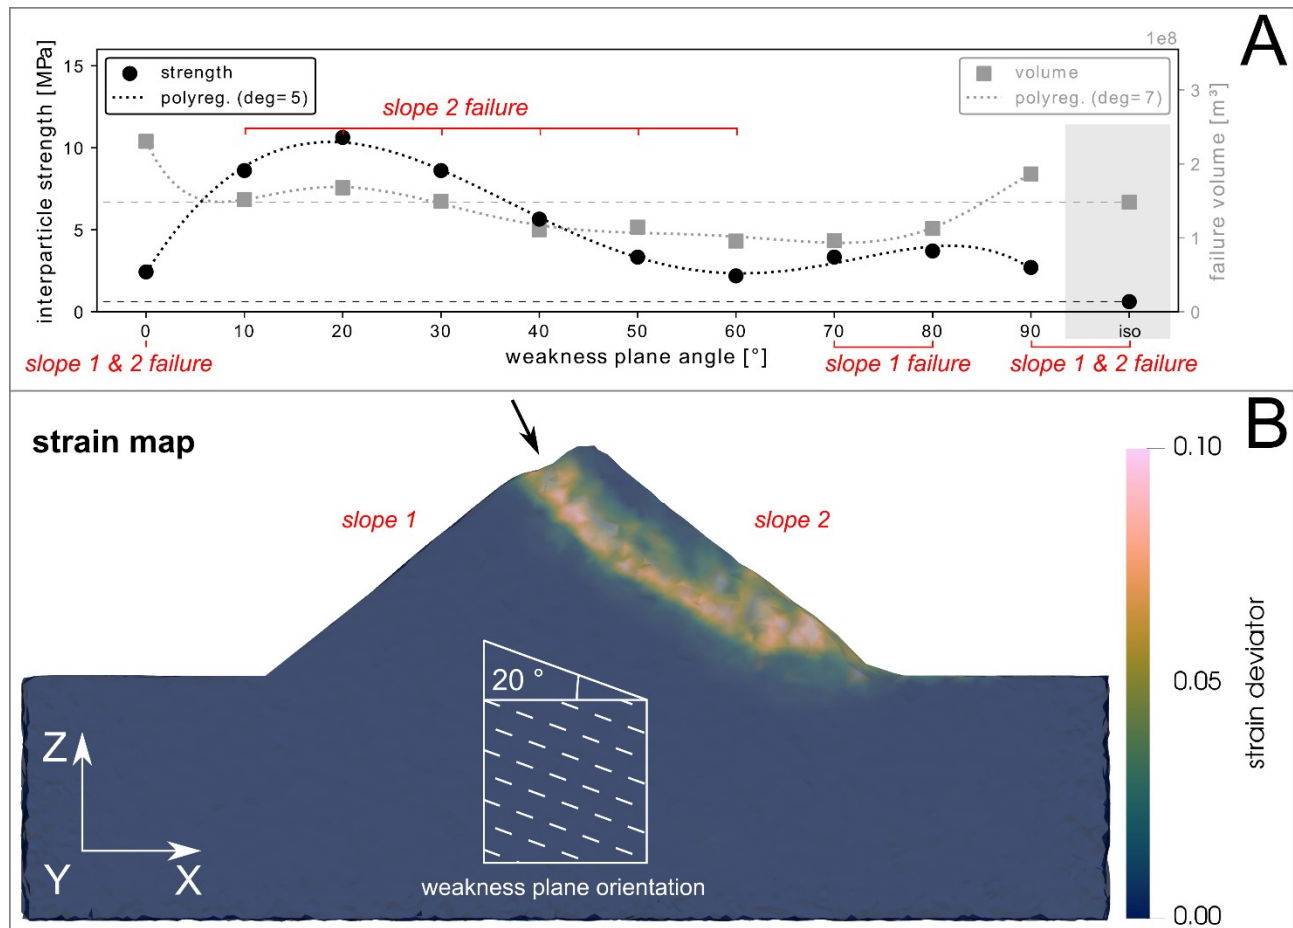 A
1e8
interparticle strength [MPa]
15
10
5
0
strength
polyreg. (deg= 5)
slope 2 failure
volume
polyreg. (deg= 7)
3
2
1
0
failure volume [m³]
0 10 20 30 40 50 60 70 80 90 iso
weakness plane angle [°]
slope 1 & 2 failure
slope 1 failure
slope 1 & 2 failure
B
strain map
slope 1
slope 2
0.10
0.05
0.00
strain deviator
20 °
Z
Y
X
weakness plane orientation